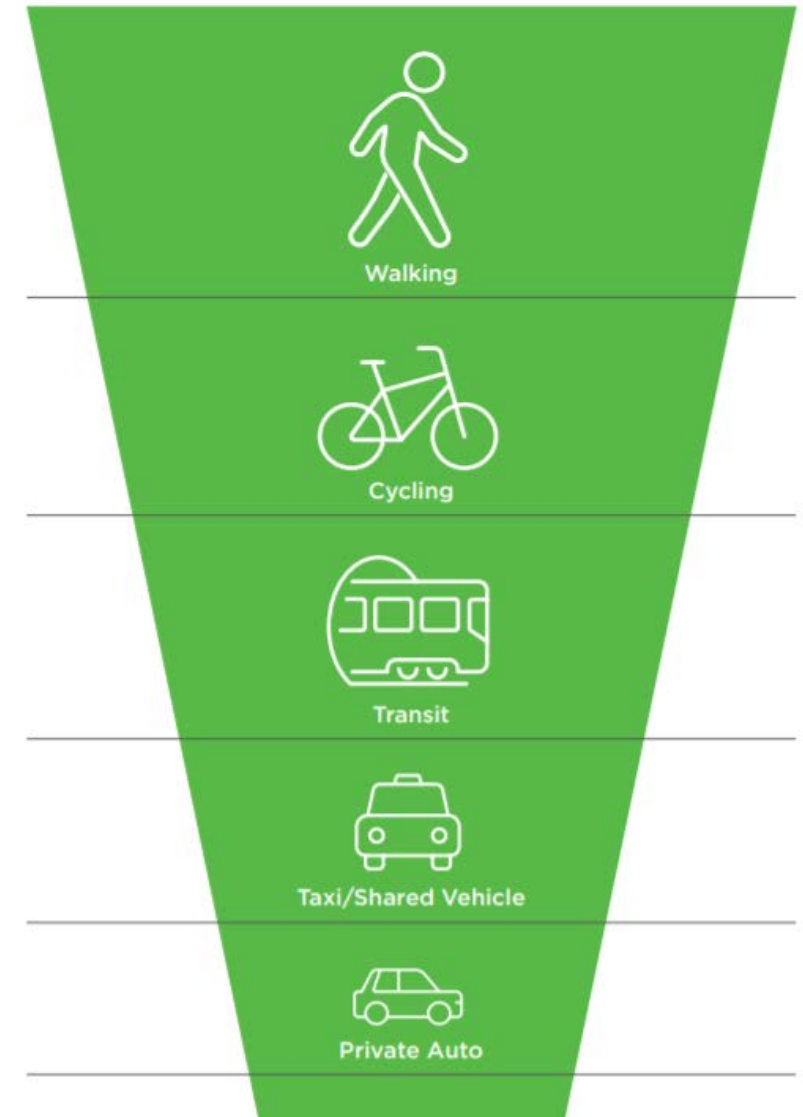 Walking
Cycling
Transit
Taxi/Shared Vehicle
Private Auto